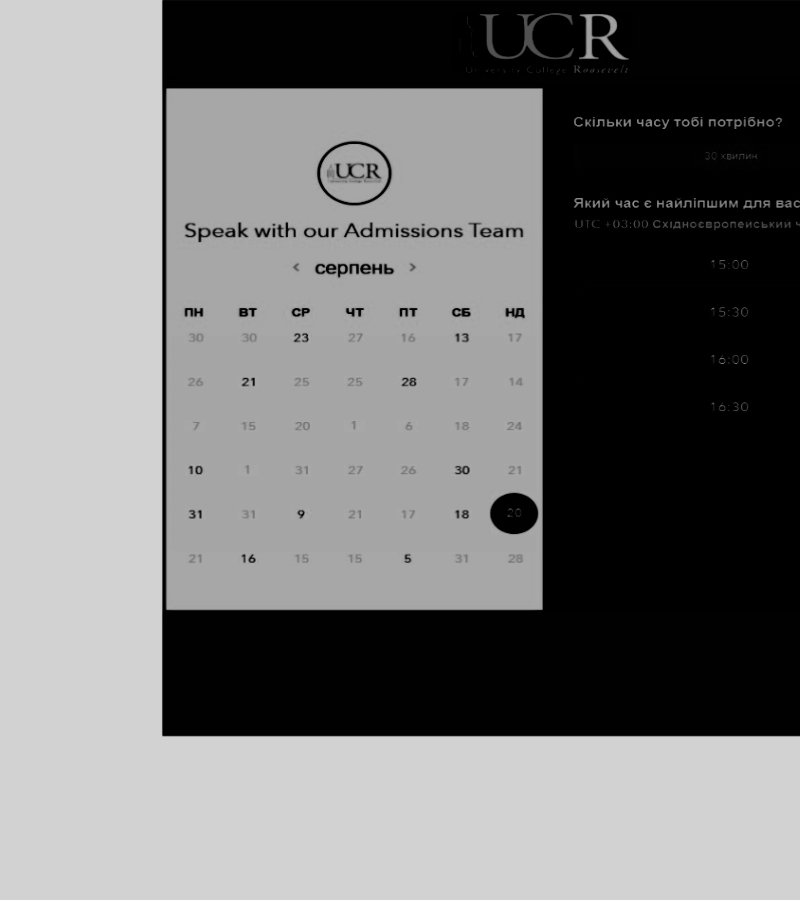 UCR
University College Roosevelt
UCR
Speak with our Admissions Team
‹ серпень ›
ПН ВТ СР ЧТ ПТ СБ НД
30 30 23 27 16 13 17
26 21 25 25 28 17 14
7 15 20 1 6 18 24
10 1 31 27 26 30 21
31 31 9 21 17 18 20
21 16 15 15 5 31 28
Скільки часу тобі потрібно?
30 хвилин
Який час є найліпшим для вас
UTC +03:00 Східноєвропейський ч
15:00
15:30
16:00
16:30